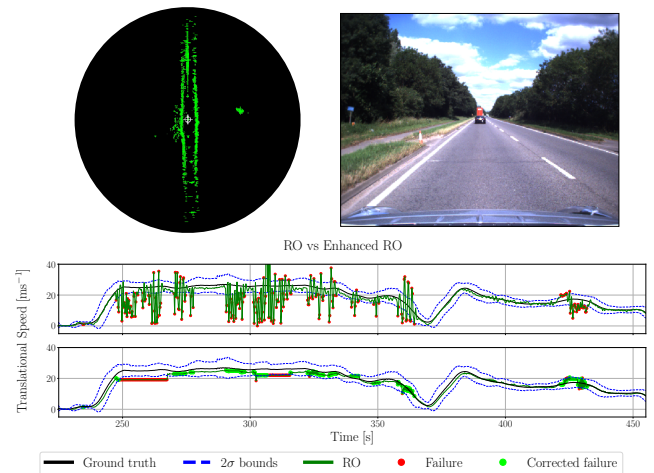 RO vs Enhanced RO
Translational Speed [ms⁻¹]
40
20
0
40
20
0
250 300 350 400 450
Time [s]
Ground truth 2σ bounds RO Failure Corrected failure